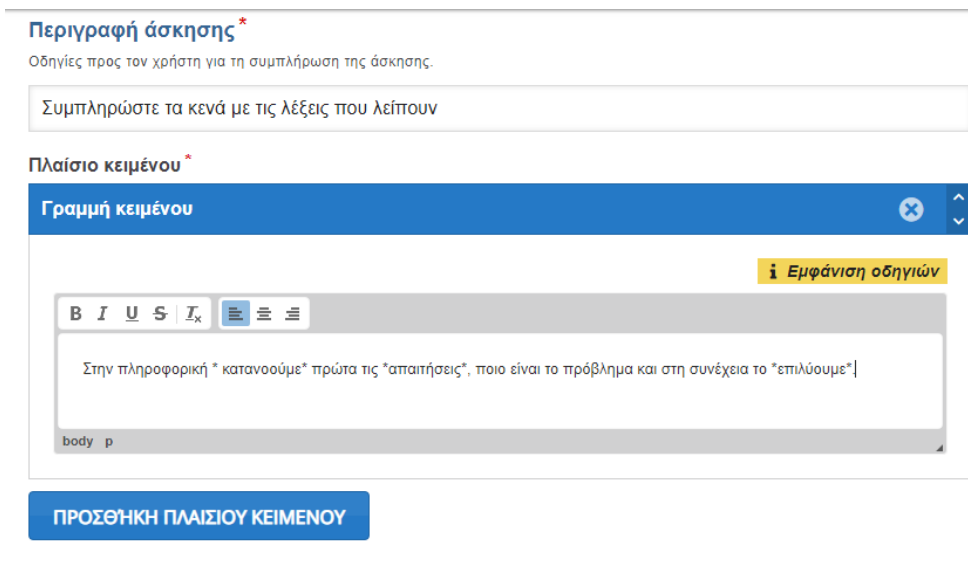 Περιγραφή άσκησης*
Οδηγίες προς τον χρήστη για τη συμπλήρωση της άσκησης.
Συμπληρώστε τα κενά με τις λέξεις που λείπουν
Πλαίσιο κειμένου*
Γραμμή κειμένου
i Εμφάνιση οδηγιών
B I U S Tx
Στην πληροφορική * κατανοούμε* πρώτα τις *απαιτήσεις*, ποιο είναι το πρόβλημα και στη συνέχεια το *επιλύουμε*.
body p
ΠΡΟΣΘΉΚΗ ΠΛΑΙΣΙΟΥ ΚΕΙΜΕΝΟΥ